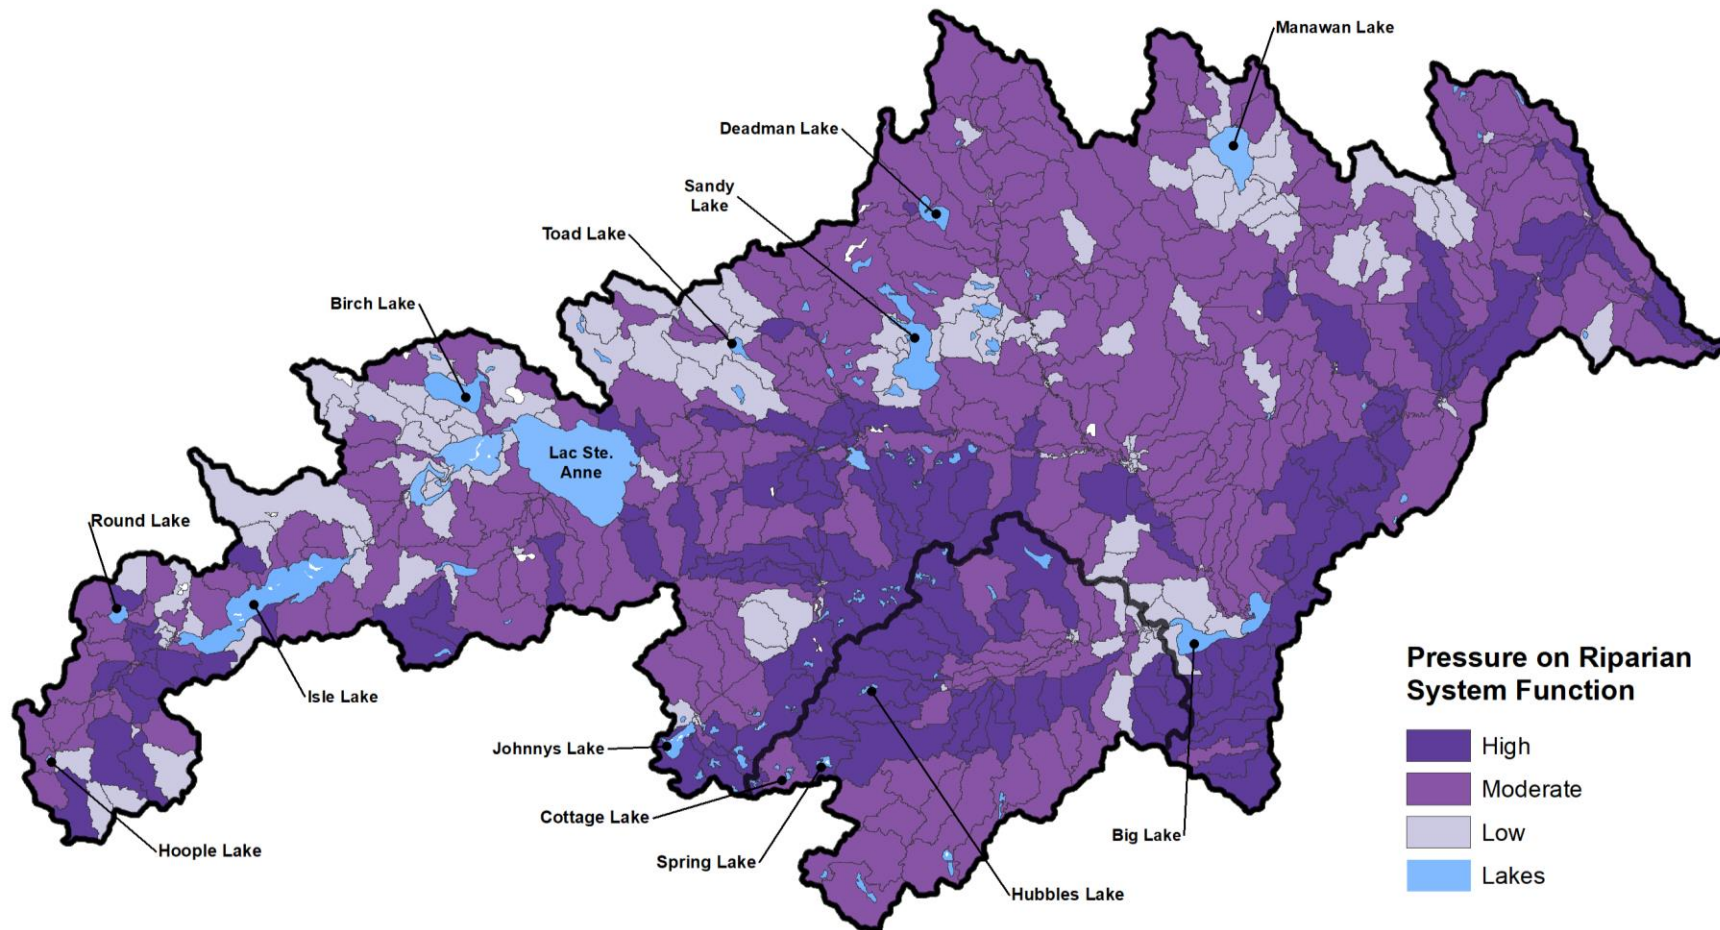 Manawan Lake
Deadman Lake
Sandy
Lake
Toad Lake
Birch Lake
Lac Ste.
Anne
Round Lake
Isle Lake
Johnnys Lake
Cottage Lake
Spring Lake
Hoople Lake
Hubbles Lake
Big Lake
Pressure on Riparian
System Function
High
Moderate
Low
Lakes